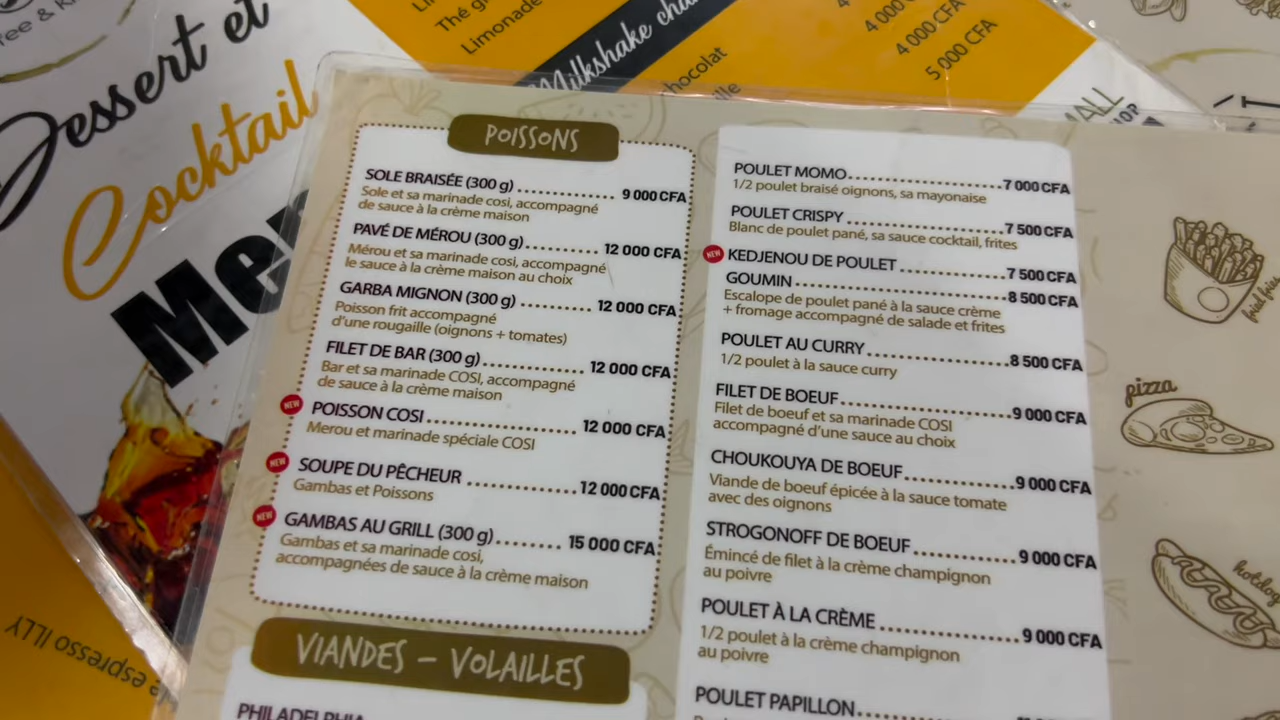 Dessert et
Cocktail
Thé g
Limonade
Milkshake cha
chocolat
4 000 CFA
4 000 CFA
5 000 CFA
POISSONS
SOLE BRAISÉE (300 g) ................ 9 000 CFA
Sole et sa marinade cosi, accompagné
de sauce à la crème maison
PAVÉ DE MÉROU (300 g)............ 12 000 CFA
Mérou et sa marinade cosi, accompagné
le sauce à la crème maison au choix
GARBA MIGNON (300 g) ............ 12 000 CFA
Poisson frit accompagné
d'une rougaille (oignons + tomates)
FILET DE BAR (300 g)................. 12 000 CFA
Bar et sa marinade COSI, accompagné
de sauce à la crème maison
NEW
POISSON COSI.......................... 12 000 CFA
Merou et marinade spéciale COSI
NEW
SOUPE DU PÊCHEUR ................. 12 000 CFA
Gambas et Poissons
NEW
GAMBAS AU GRILL (300 g).......... 15 000 CFA
Gambas et sa marinade cosi,
accompagnées de sauce à la crème maison
VIANDES - VOLAILLES
POULET MOMO..........................7 000 CFA
1/2 poulet braisé oignons, sa mayonaise
POULET CRISPY ..........................7 500 CFA
Blanc de poulet pané, sa sauce cocktail, frites
NEW
KEDJENOU DE POULET ................ 7 500 CFA
GOUMIN ....................................8 500 CFA
Escalope de poulet pané à la sauce crème
+ fromage accompagné de salade et frites
POULET AU CURRY ......................8 500 CFA
1/2 poulet à la sauce curry
FILET DE BOEUF...........................9 000 CFA
Filet de boeuf et sa marinade COSI
accompagné d'une sauce au choix
CHOUKOUYA DE BOEUF.................9 000 CFA
Viande de boeuf épicée à la sauce tomate
avec des oignons
STROGONOFF DE BOEUF................ 9 000 CFA
Émincé de filet à la crème champignon
au poivre
POULET À LA CRÈME ................... 9 000 CFA
1/2 poulet à la crème champignon
au poivre
POULET PAPILLON
pizza
hotdog
espresso ILLY